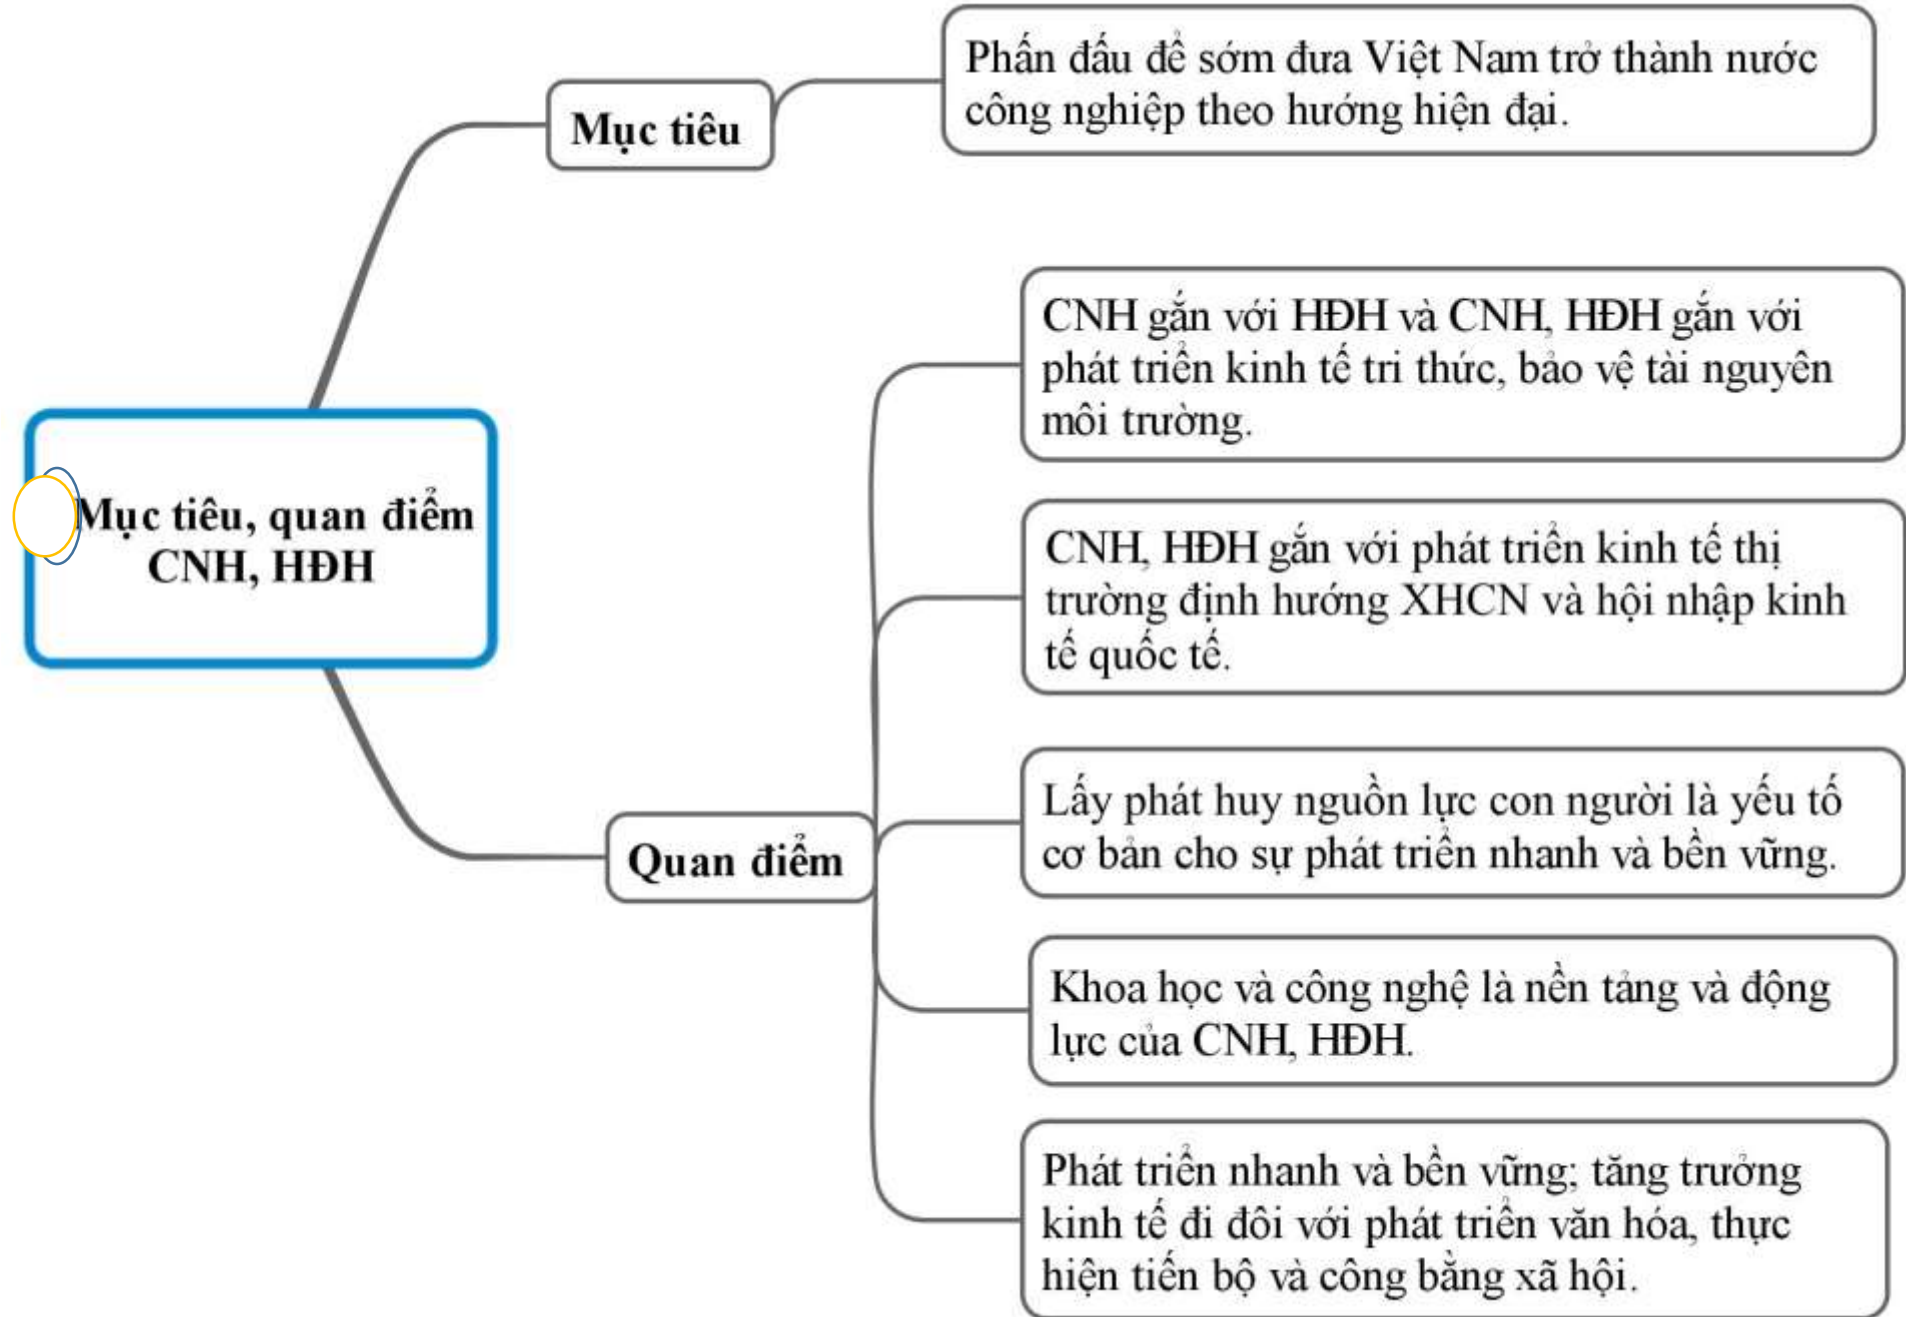 Phấn đấu để sớm đưa Việt Nam trở thành nước
công nghiệp theo hướng hiện đại.
Mục tiêu
CNH gắn với HĐH và CNH, HĐH gắn với
phát triển kinh tế tri thức, bảo vệ tài nguyên
môi trường.
Mục tiêu, quan điểm
CNH, HĐH
CNH, HĐH gắn với phát triển kinh tế thị
trường định hướng XHCN và hội nhập kinh
tế quốc tế.
Quan điểm
Lấy phát huy nguồn lực con người là yếu tố
cơ bản cho sự phát triển nhanh và bền vững.
Khoa học và công nghệ là nền tảng và động
lực của CNH, HĐH.
Phát triển nhanh và bền vững; tăng trưởng
kinh tế đi đôi với phát triển văn hóa, thực
hiện tiến bộ và công bằng xã hội.